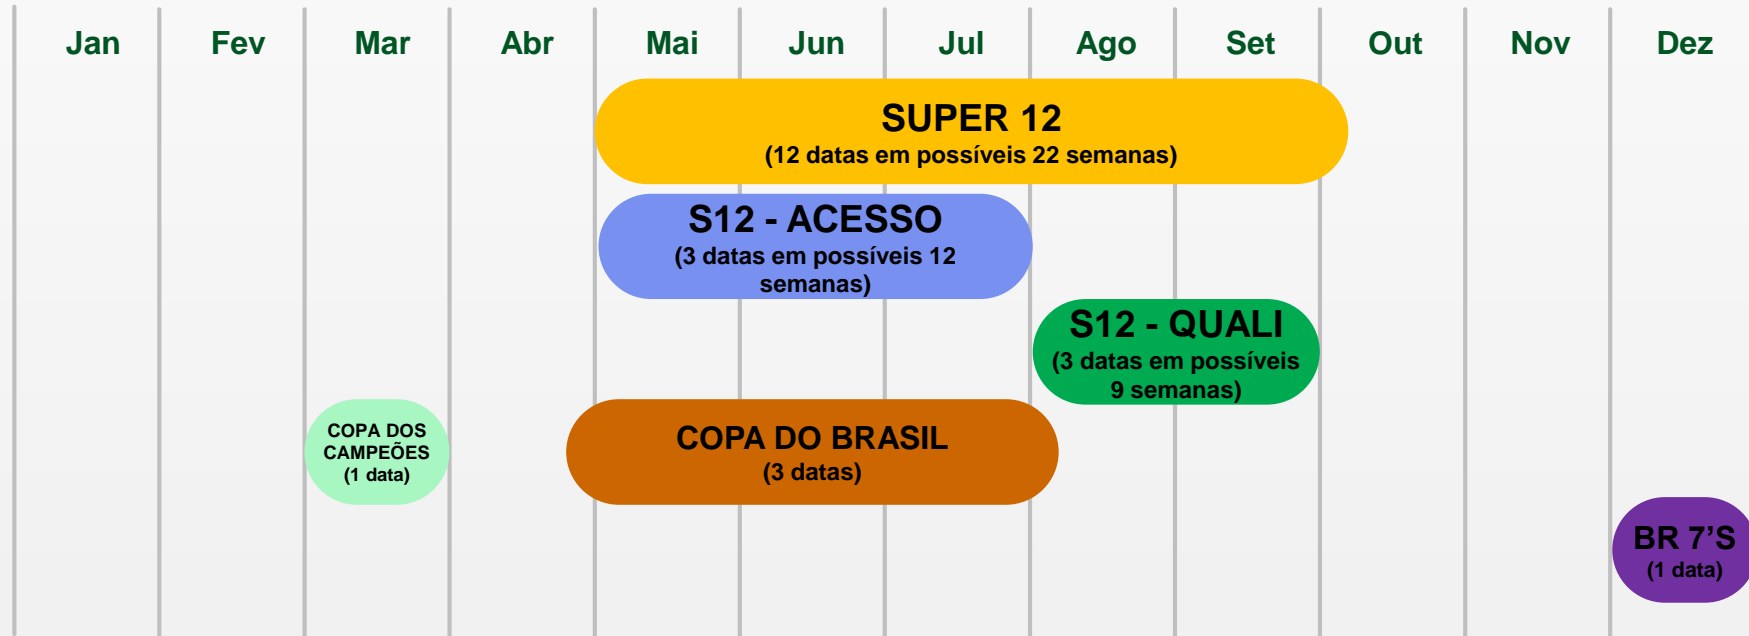 Jan Fev Mar Abr Mai Jun Jul Ago Set Out Nov Dez
SUPER 12
(12 datas em possíveis 22 semanas)
S12 - ACESSO
(3 datas em possíveis 12
semanas)
S12 - QUALI
(3 datas em possíveis
9 semanas)
COPA DOS
CAMPEÕES
(1 data)
COPA DO BRASIL
(3 datas)
BR 7’S
(1 data)